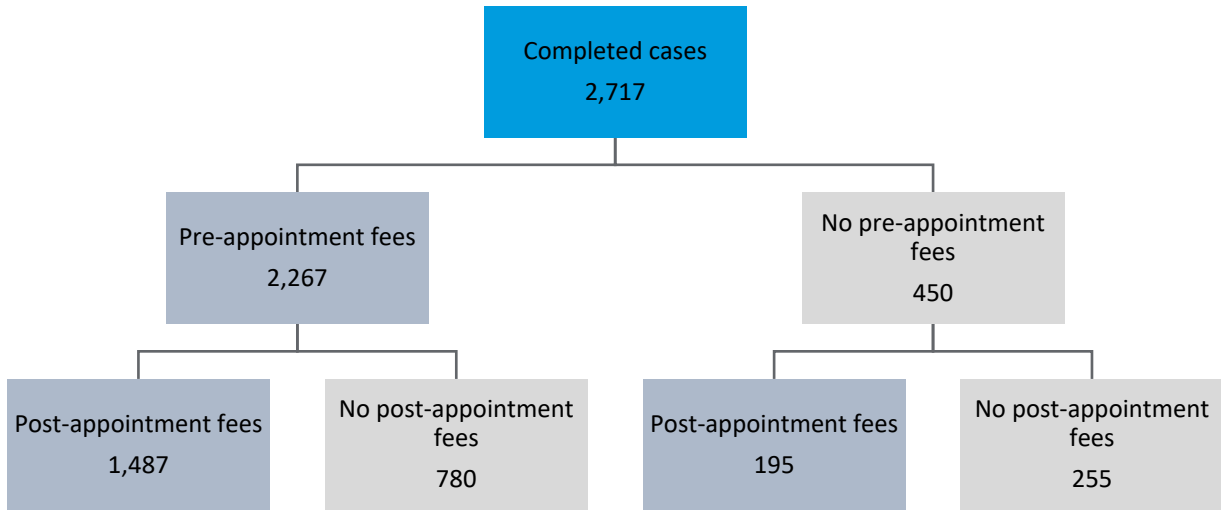 Completed cases
2,717
Pre-appointment fees
2,267
No pre-appointment
fees
450
Post-appointment fees
1,487
No post-appointment
fees
780
Post-appointment fees
195
No post-appointment
fees
255